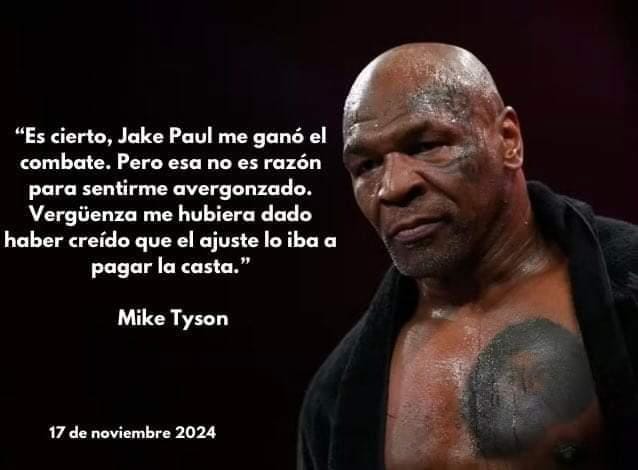 “Es cierto, Jake Paul me ganó el
combate. Pero esa no es razón
para sentirme avergonzado.
Vergüenza me hubiera dado
haber creído que el ajuste lo iba a
pagar la casta.”
Mike Tyson
17 de noviembre 2024